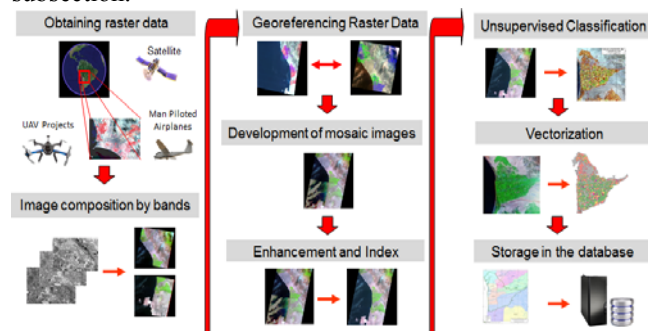 subsection.
Obtaining raster data
Satellite
UAV Projects
Man Piloted
Airplanes
Image composition by bands
Georeferencing Raster Data
Development of mosaic images
Enhancement and Index
Unsupervised Classification
Vectorization
Storage in the database